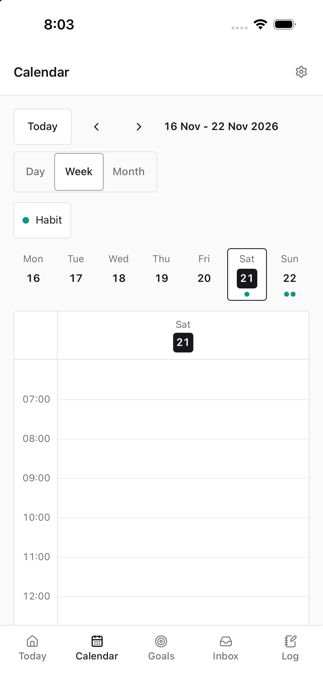 8:03
Calendar
Today
16 Nov - 22 Nov 2026
Day Week Month
Habit
Mon Tue Wed Thu Fri Sat Sun
16 17 18 19 20 21 22
Sat
21
07:00
08:00
09:00
10:00
11:00
12:00
Today Calendar Goals Inbox Log